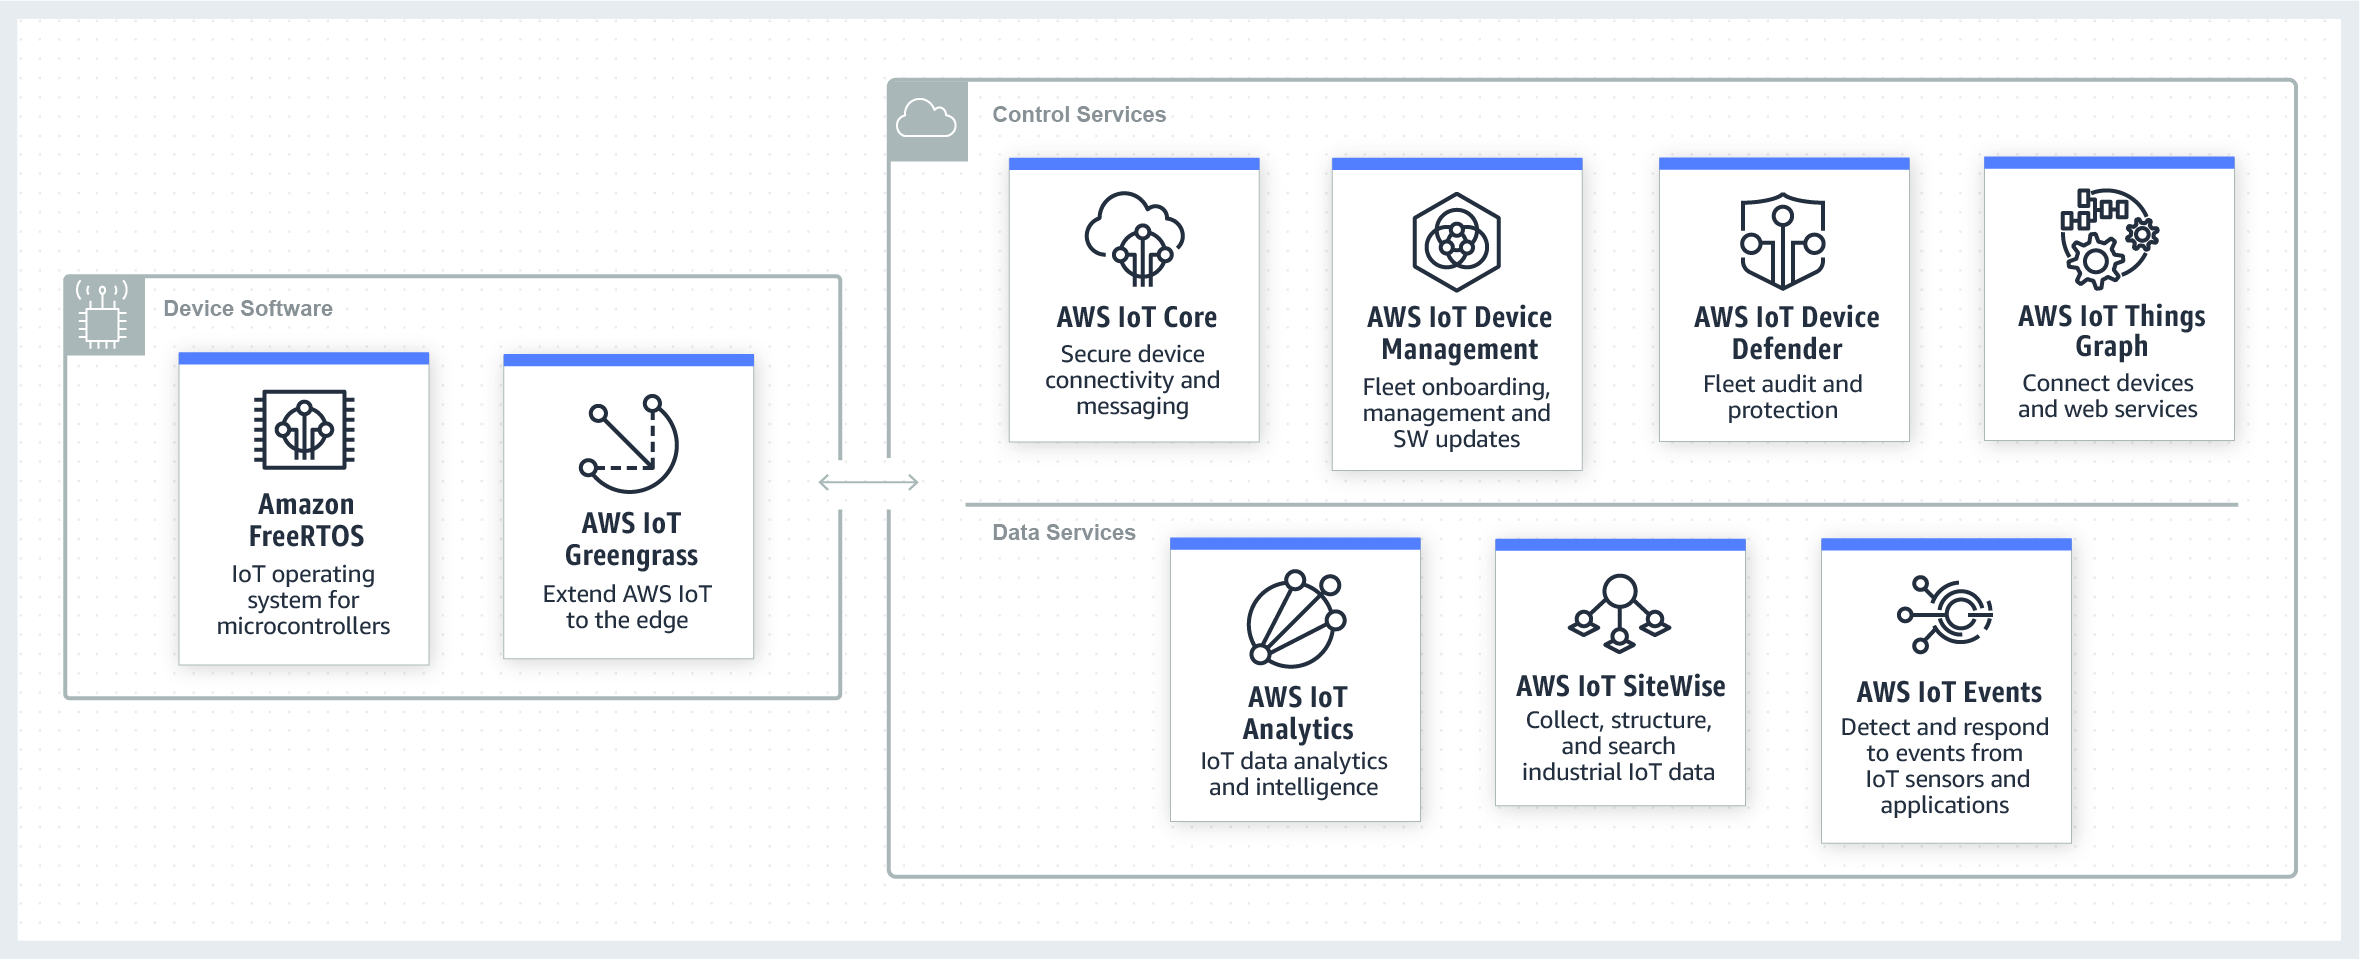 Device Software
Amazon
FreeRTOS
IoT operating
system for
microcontrollers
AWS IoT
Greengrass
Extend AWS IoT
to the edge
Control Services
AWS IoT Core
Secure device
connectivity and
messaging
AWS IoT Device
Management
Fleet onboarding,
management and
SW updates
AWS IoT Device
Defender
Fleet audit and
protection
AWS IoT Things
Graph
Connect devices
and web services
Data Services
AWS IoT
Analytics
IoT data analytics
and intelligence
AWS IoT SiteWise
Collect, structure,
and search
industrial IoT data
AWS IoT Events
Detect and respond
to events from
IoT sensors and
applications